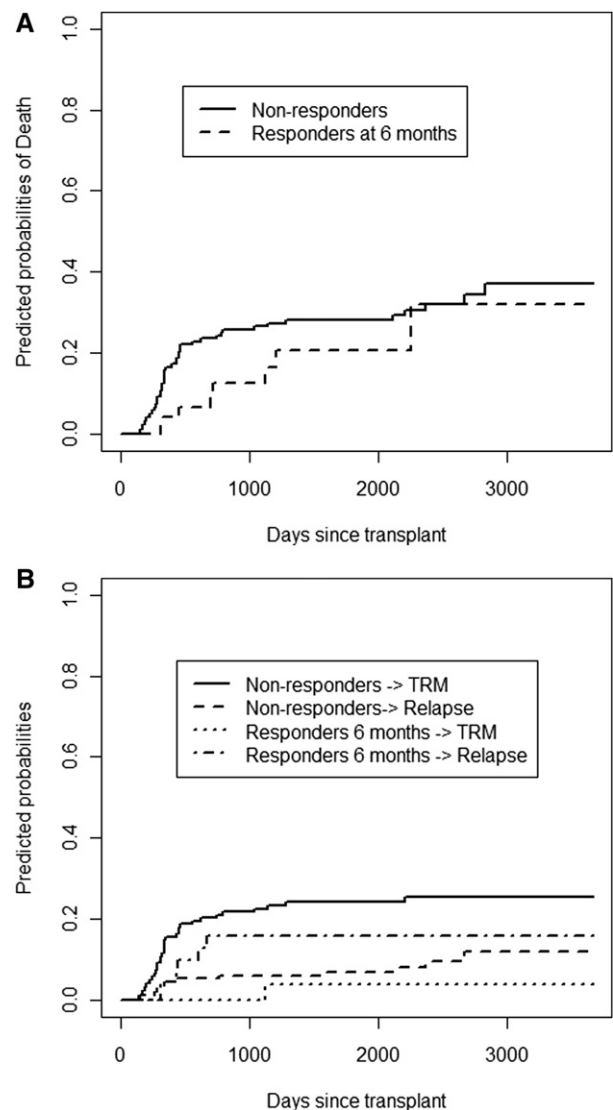 A
Predicted probabilities of Death
0.0 0.2 0.4 0.6 0.8 1.0
Non-responders
Responders at 6 months
0 1000 2000 3000
Days since transplant
B
Predicted probabilities
0.0 0.2 0.4 0.6 0.8 1.0
Non-responders -> TRM
Non-responders-> Relapse
Responders 6 months -> TRM
Responders 6 months -> Relapse
0 1000 2000 3000
Days since transplant